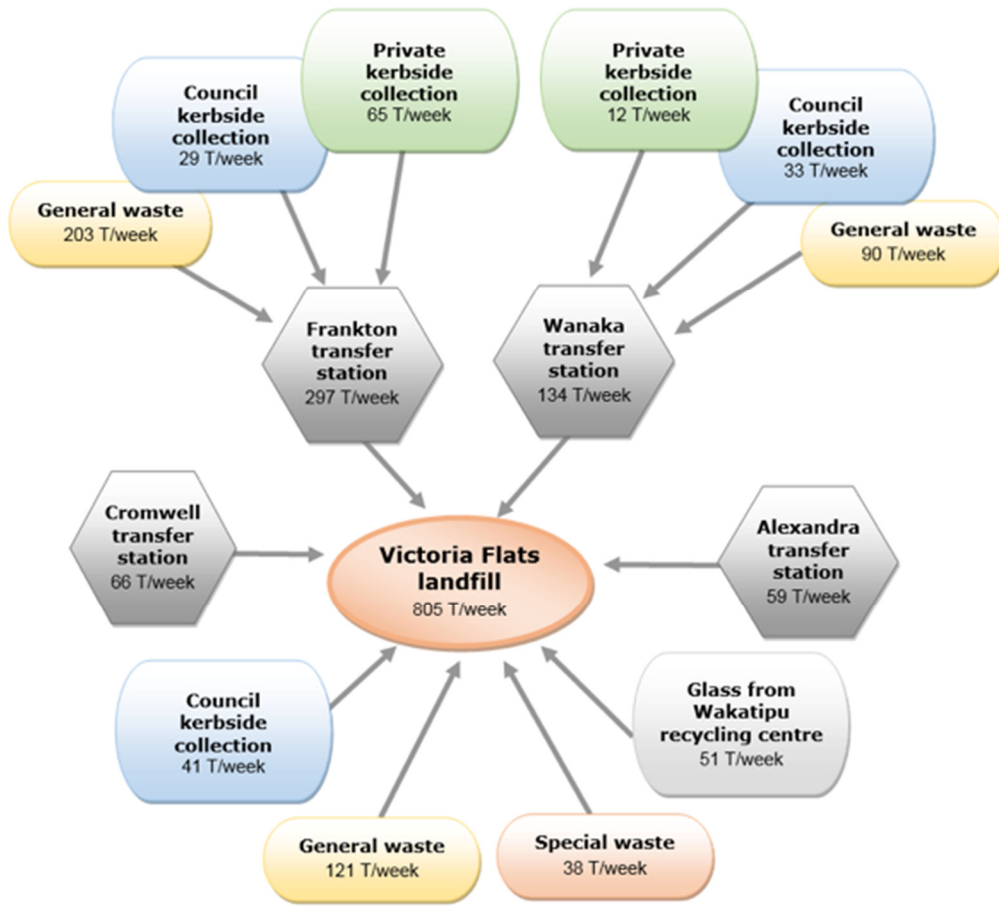 Private
kerbside
collection
65 T/week
Private
kerbside
collection
12 T/week
Council
kerbside
collection
29 T/week
Council
kerbside
collection
33 T/week
General waste
203 T/week
General waste
90 T/week
Frankton
transfer
station
297 T/week
Wanaka
transfer
station
134 T/week
Cromwell
transfer
station
66 T/week
Victoria Flats
landfill
805 T/week
Alexandra
transfer
station
59 T/week
Council
kerbside
collection
41 T/week
Glass from
Wakatipu
recycling centre
51 T/week
General waste
121 T/week
Special waste
38 T/week